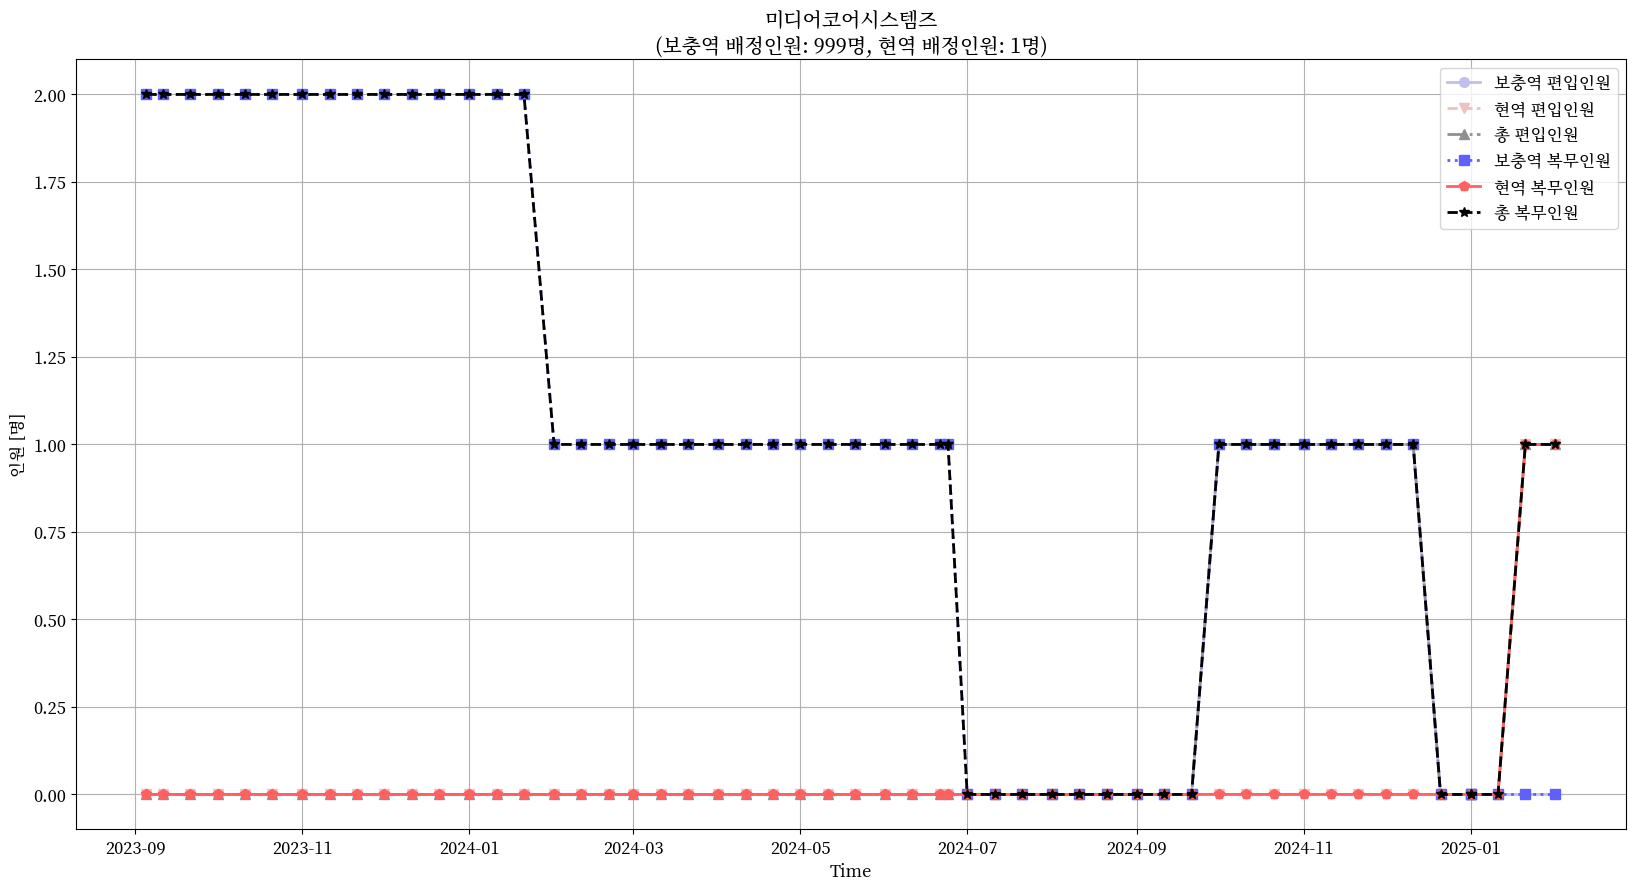 미디어코어시스템즈
(보충역 배정인원: 999명, 현역 배정인원: 1명)
보충역 편입인원
현역 편입인원
총 편입인원
보충역 복무인원
현역 복무인원
총 복무인원
인원 [명]
2.00
1.75
1.50
1.25
1.00
0.75
0.50
0.25
0.00
2023-09
2023-11
2024-01
2024-03
2024-05
2024-07
2024-09
2024-11
2025-01
Time